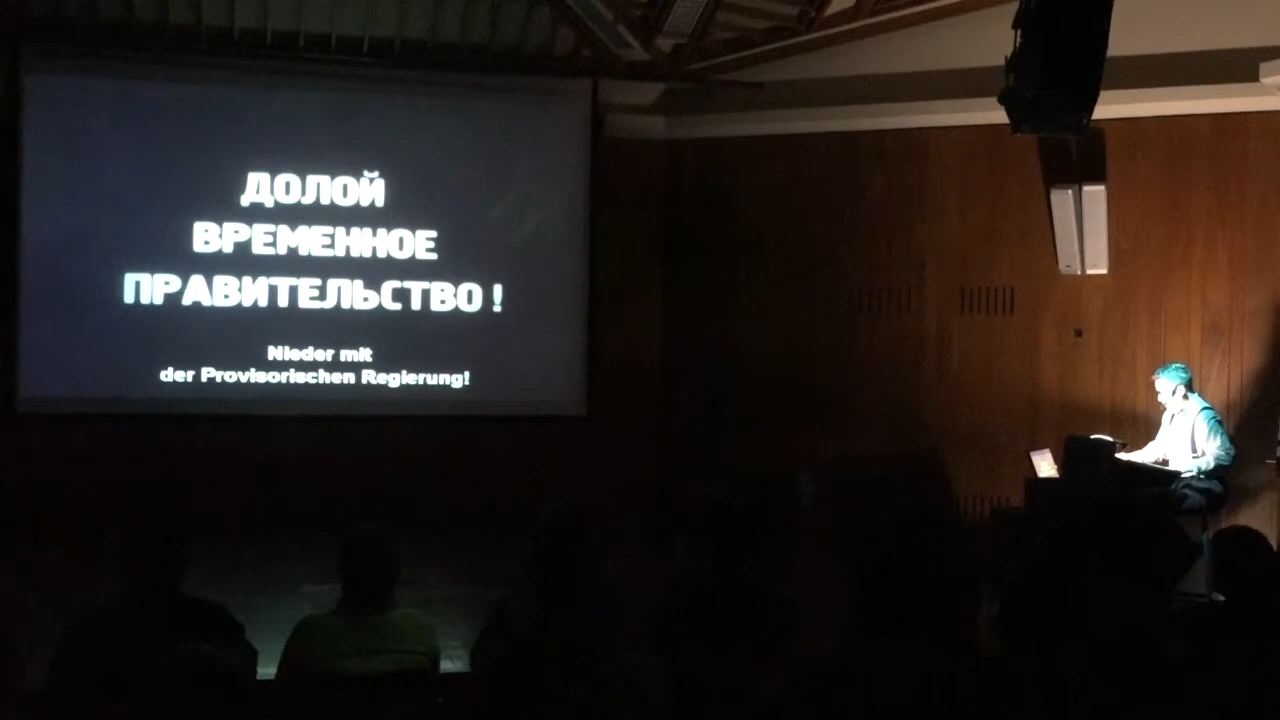 ДОЛОЙ
ВРЕМЕННОЕ
ПРАВИТЕЛЬСТВО !
Nieder mit
der Provisorischen Regierung!